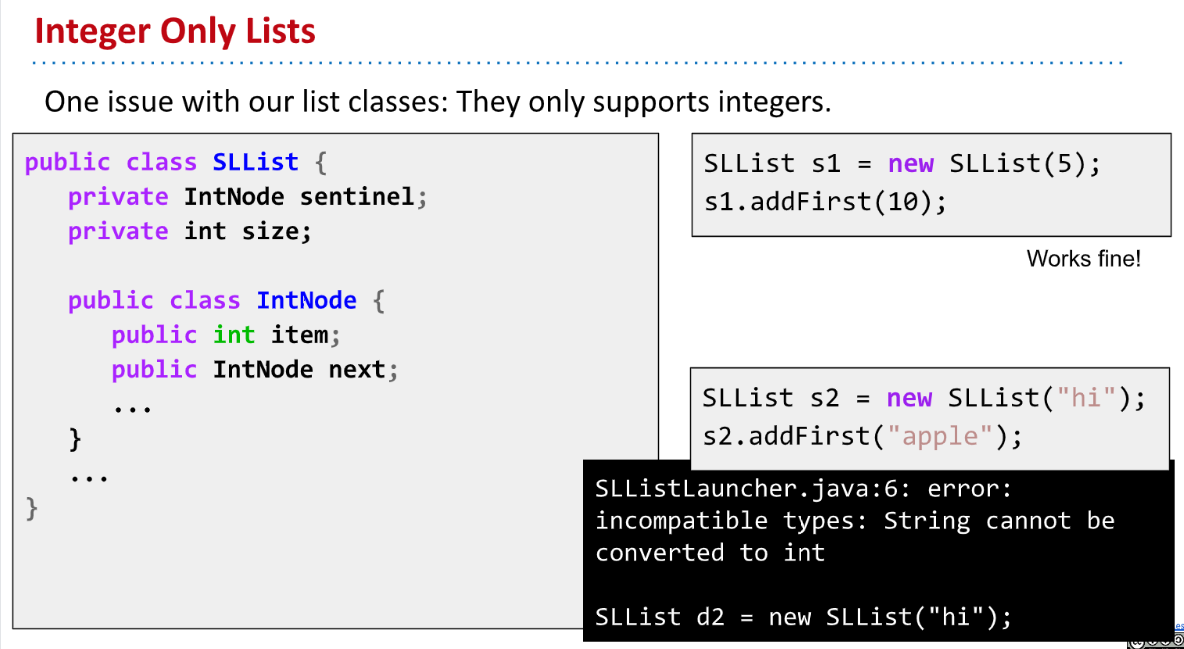 Integer Only Lists
One issue with our list classes: They only supports integers.
public class SLList {
private IntNode sentinel;
private int size;
public class IntNode {
public int item;
public IntNode next;
...
}
...
}
SLList s1 = new SLList(5);
s1.addFirst(10);
Works fine!
SLList s2 = new SLList("hi");
s2.addFirst("apple");
SLListLauncher.java:6: error:
incompatible types: String cannot be
converted to int
SLList d2 = new SLList("hi");
es